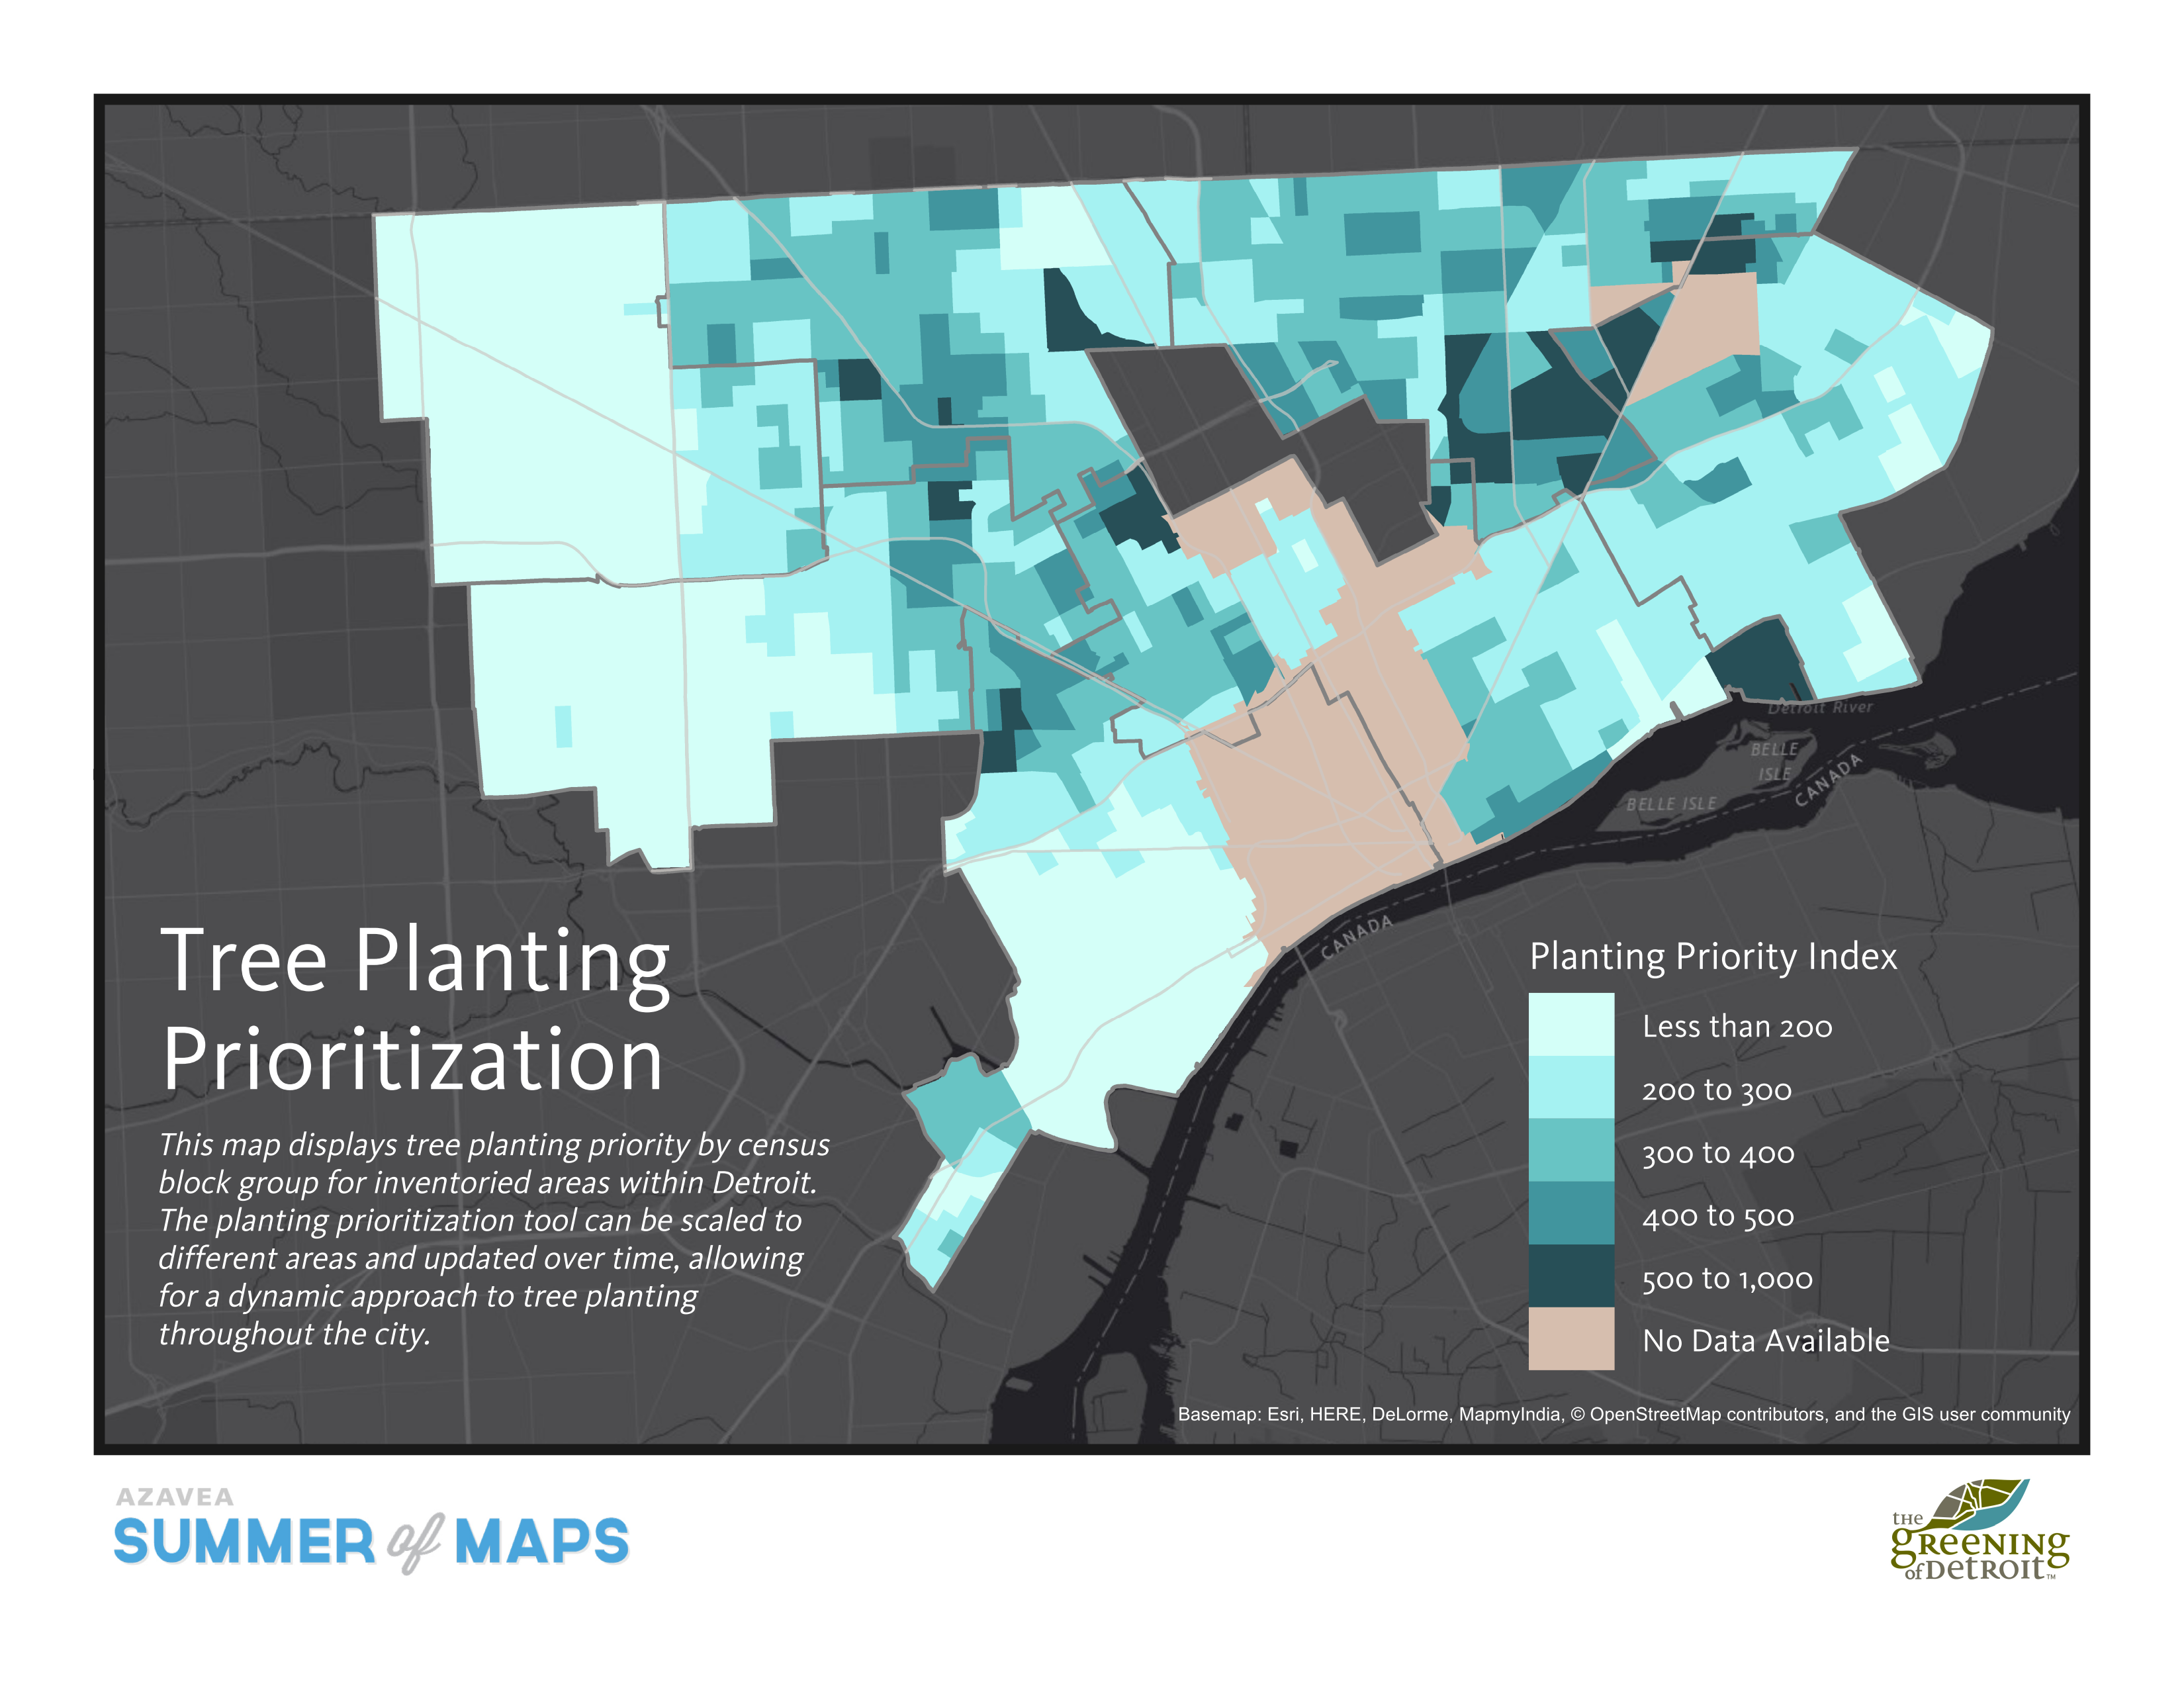 Detroit River
BELLE
ISLE
CANADA
BELLE ISLE
CANADA
Tree Planting
Prioritization
This map displays tree planting priority by census
block group for inventoried areas within Detroit.
The planting prioritization tool can be scaled to
different areas and updated over time, allowing
for a dynamic approach to tree planting
throughout the city.
Planting Priority Index
Less than 200
200 to 300
300 to 400
400 to 500
500 to 1,000
No Data Available
Basemap: Esri, HERE, DeLorme, MapmyIndia, © OpenStreetMap contributors, and the GIS user community
AZAVEA
SUMMER of MAPS
THE
GREENING
OF DETROIT™